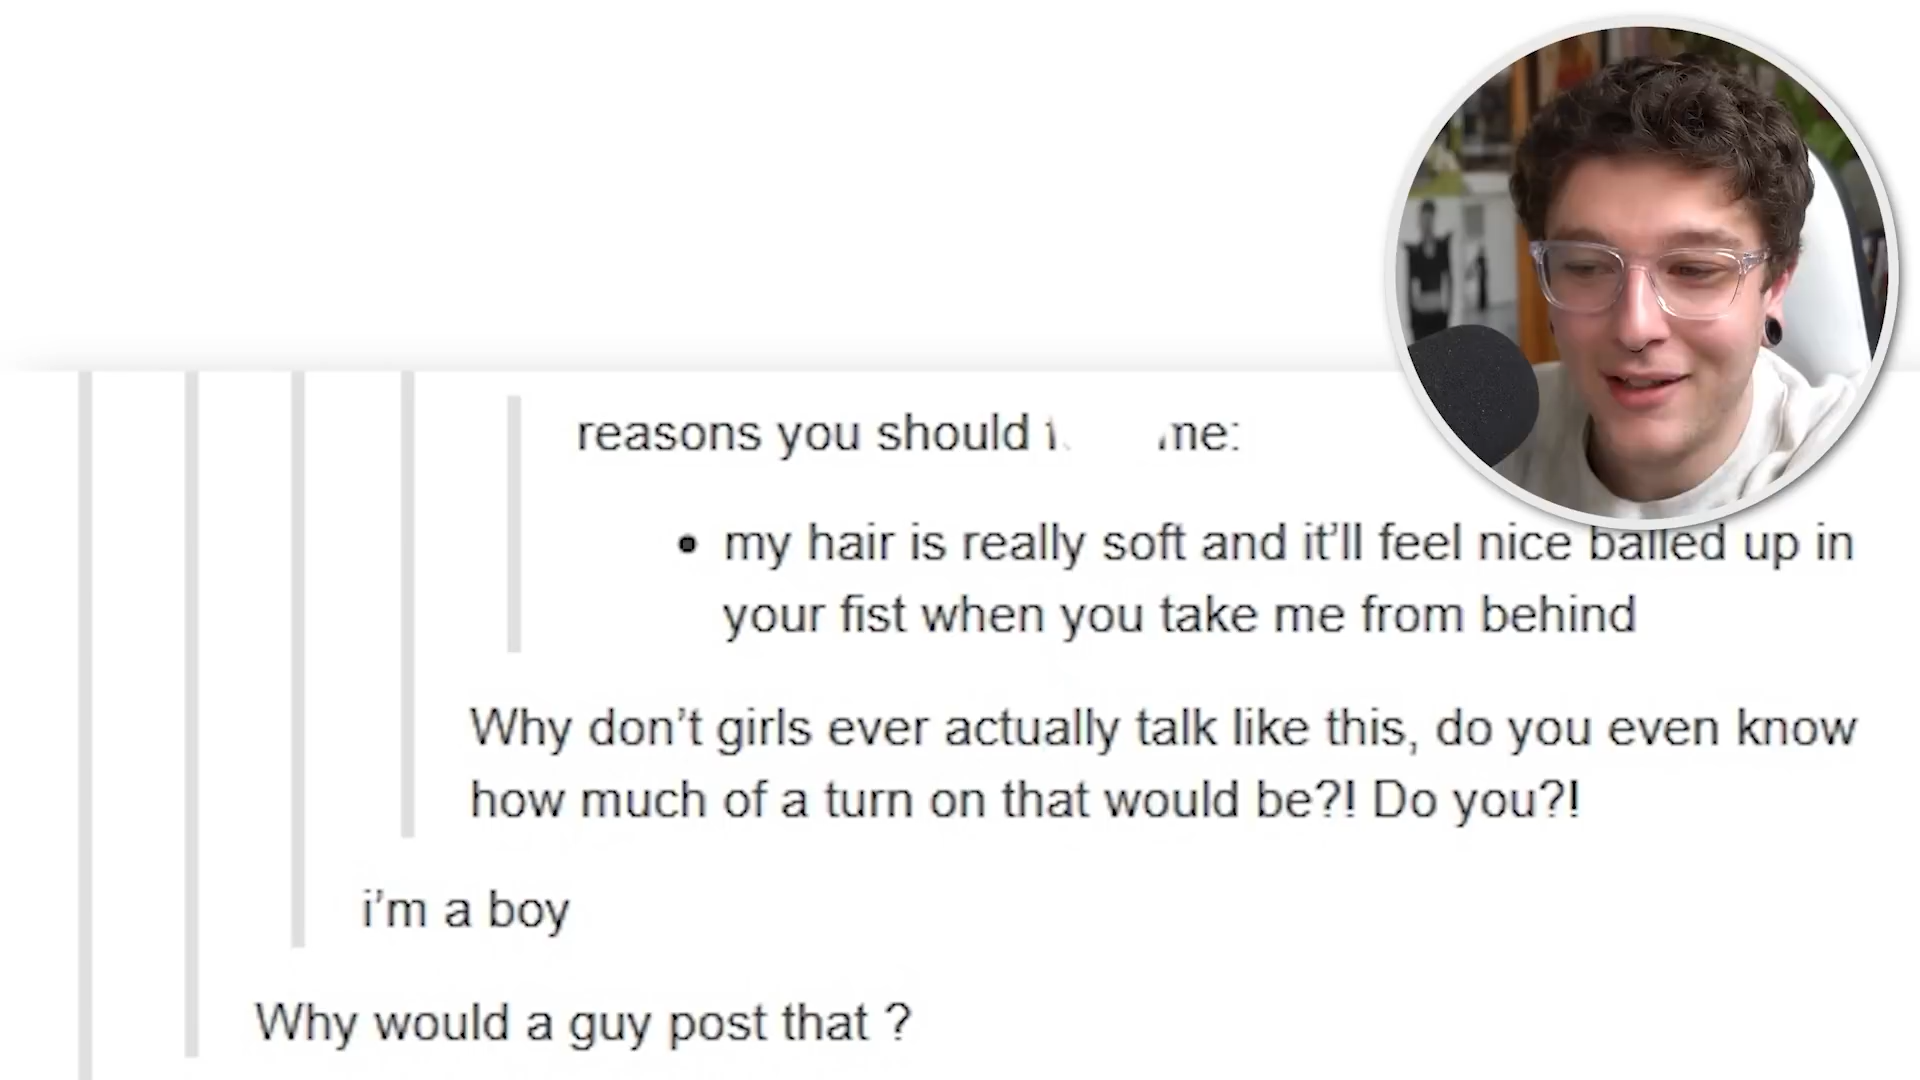 reasons you should me:
• my hair is really soft and it’ll feel nice balled up in
your fist when you take me from behind
Why don’t girls ever actually talk like this, do you even know
how much of a turn on that would be?! Do you?!
i’m a boy
Why would a guy post that ?